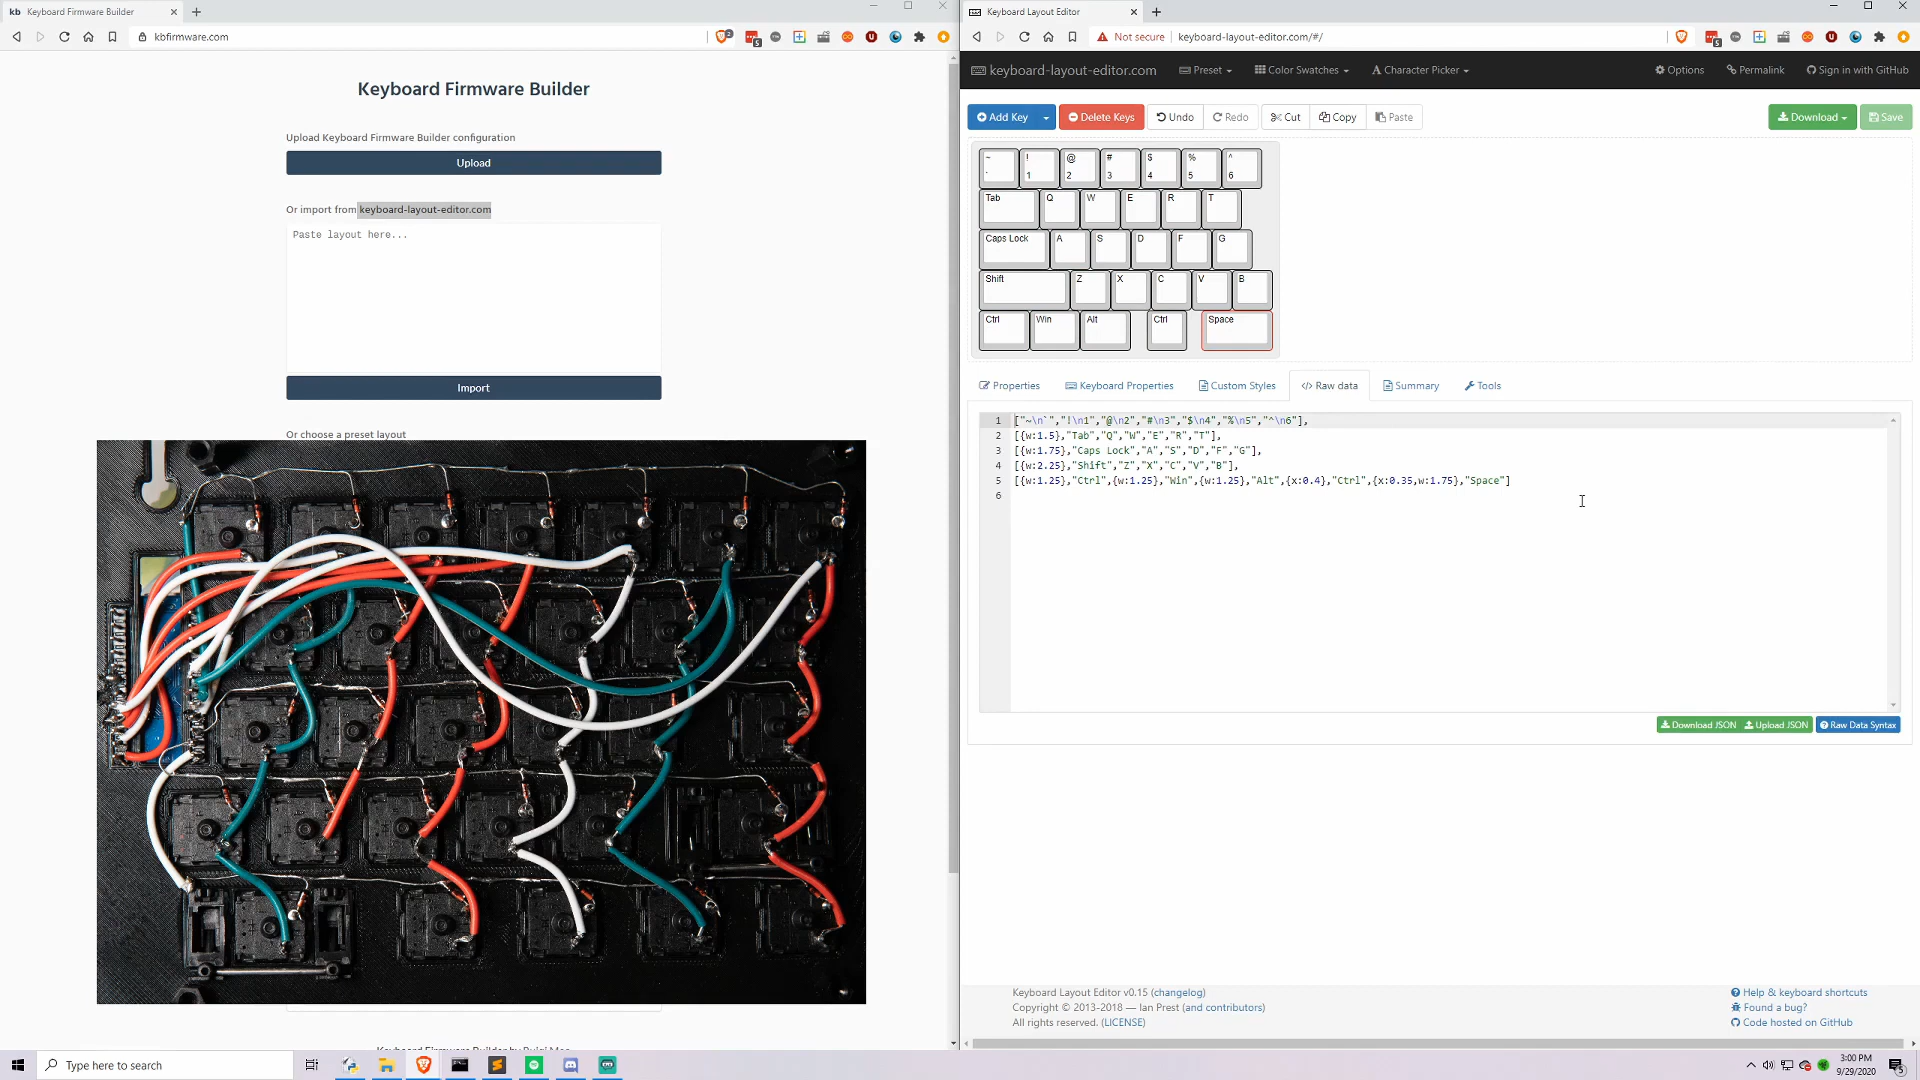 kb Keyboard Firmware Builder
kbfirmware.com
Keyboard Firmware Builder
Upload Keyboard Firmware Builder configuration
Upload
Or import from keyboard-layout-editor.com
Paste layout here...
Import
Or choose a preset layout
Keyboard Layout Editor
Not secure keyboard-layout-editor.com/#/
keyboard-layout-editor.com Preset Color Swatches Character Picker Options Permalink Sign in with GitHub
Add Key Delete Keys Undo Redo Cut Copy Paste Download Save
~ ! @ # $ % ^
` 1 2 3 4 5 6
Tab Q W E R T
Caps Lock A S D F G
Shift Z X C V B
Ctrl Win Alt Ctrl Space
Properties Keyboard Properties Custom Styles </> Raw data Summary Tools
1 ["~\n`","!\n1","@\n2","#\n3","$\n4","%\n5","^\n6"],
2 [{w:1.5},"Tab","Q","W","E","R","T"],
3 [{w:1.75},"Caps Lock","A","S","D","F","G"],
4 [{w:2.25},"Shift","Z","X","C","V","B"],
5 [{w:1.25},"Ctrl",{w:1.25},"Win",{w:1.25},"Alt",{x:0.4},"Ctrl",{x:0.35,w:1.75},"Space"]
6
Download JSON Upload JSON Raw Data Syntax
Keyboard Layout Editor v0.15 (changelog)
Copyright © 2013-2018 — Ian Prest (and contributors)
All rights reserved. (LICENSE)
Help & keyboard shortcuts
Found a bug?
Code hosted on GitHub
Type here to search
3:00 PM
9/29/2020